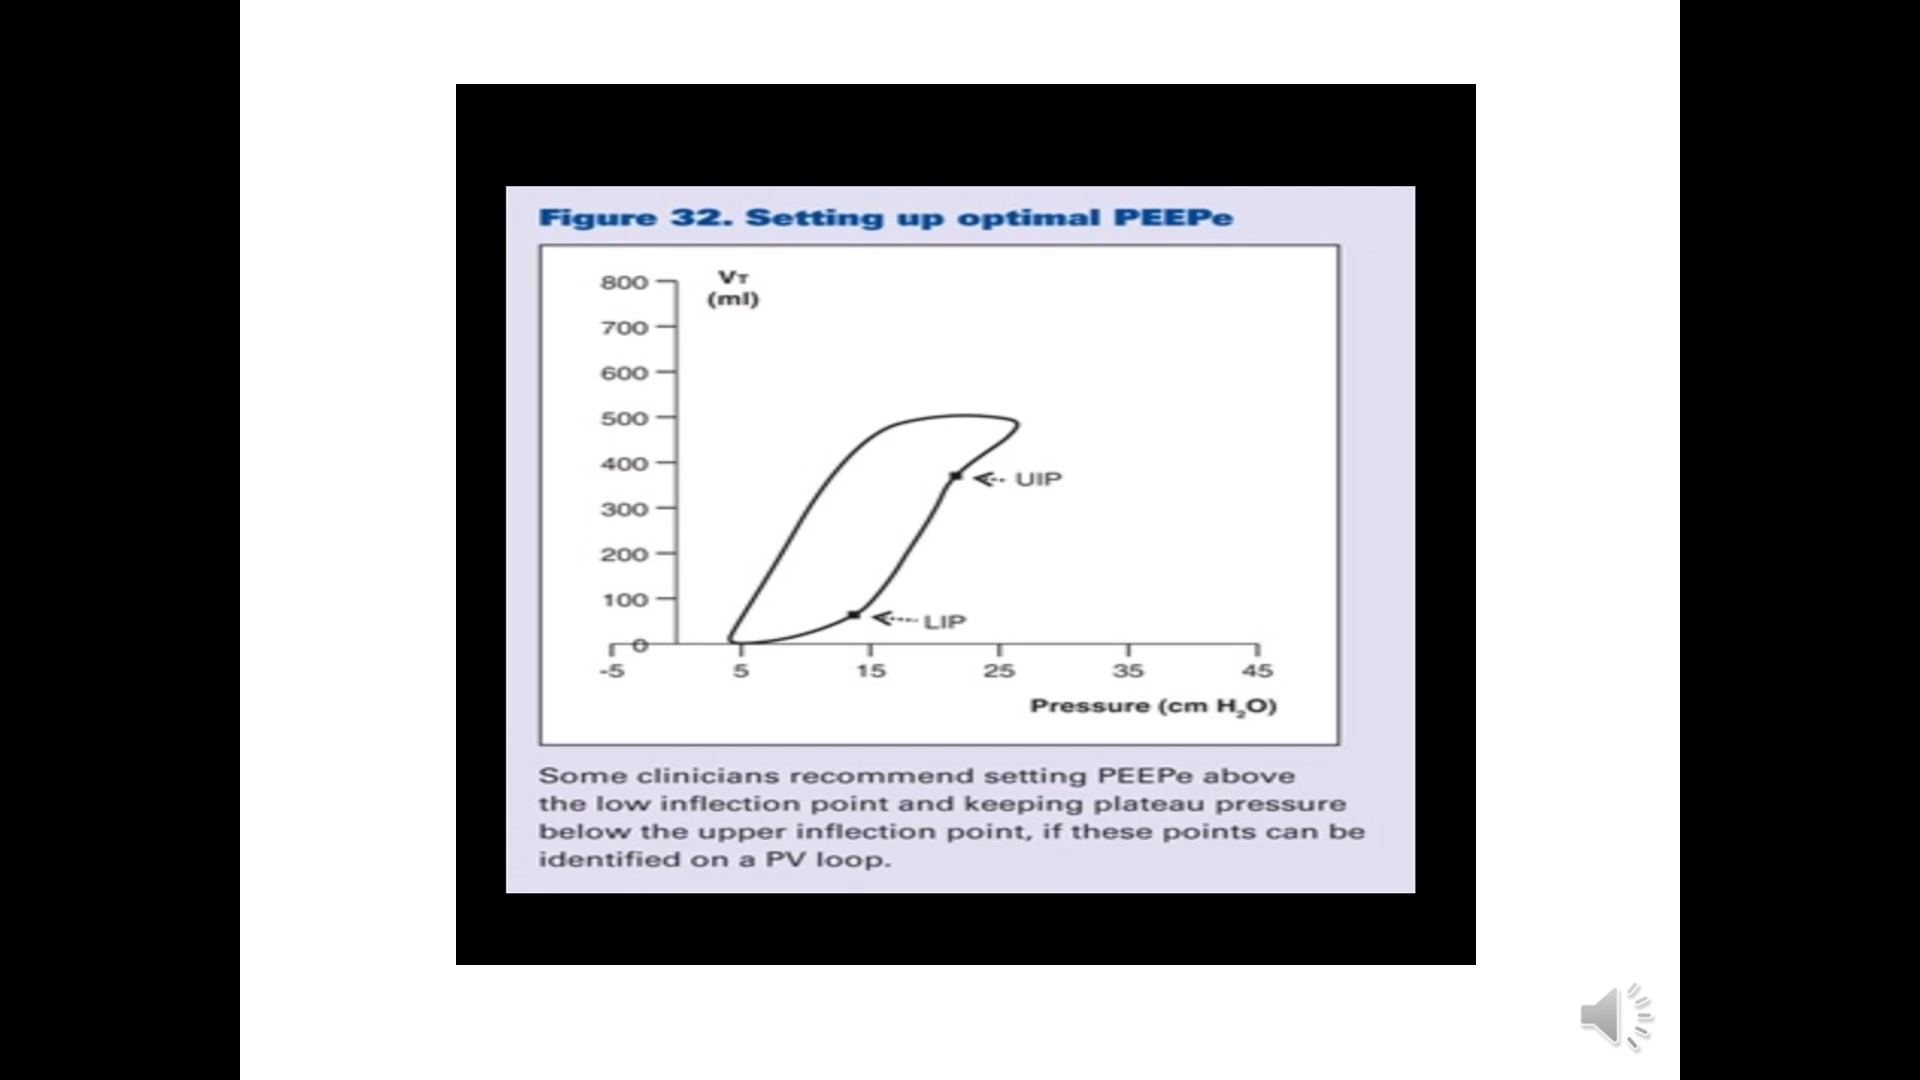 Figure 32. Setting up optimal PEEPe
VT
(ml)
800
700
600
500
400
300
200
100
0
UIP
LIP
-5 5 15 25 35 45
Pressure (cm H₂O)
Some clinicians recommend setting PEEPe above
the low inflection point and keeping plateau pressure
below the upper inflection point, if these points can be
identified on a PV loop.